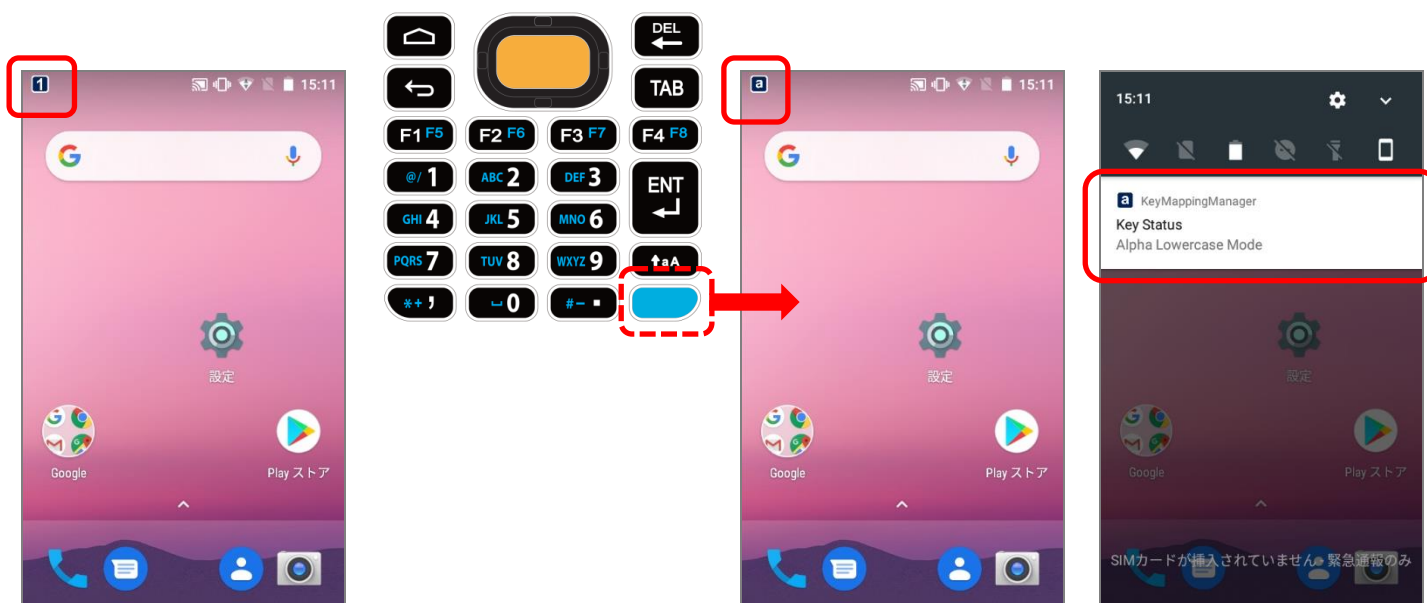 1
15:11
G
設定
Google
Play ストア
DEL
TAB
F1 F5
F2 F6
F3 F7
F4 F8
@/ 1
ABC 2
DEF 3
ENT
GHI 4
JKL 5
MNO 6
PQRS 7
TUV 8
WXYZ 9
aA
*+ ,
0
#- .
a
15:11
G
設定
Google
Play ストア
15:11
a KeyMappingManager
Key Status
Alpha Lowercase Mode
設定
Google
Play ストア
SIMカードが挿入されていません。緊急通報のみ